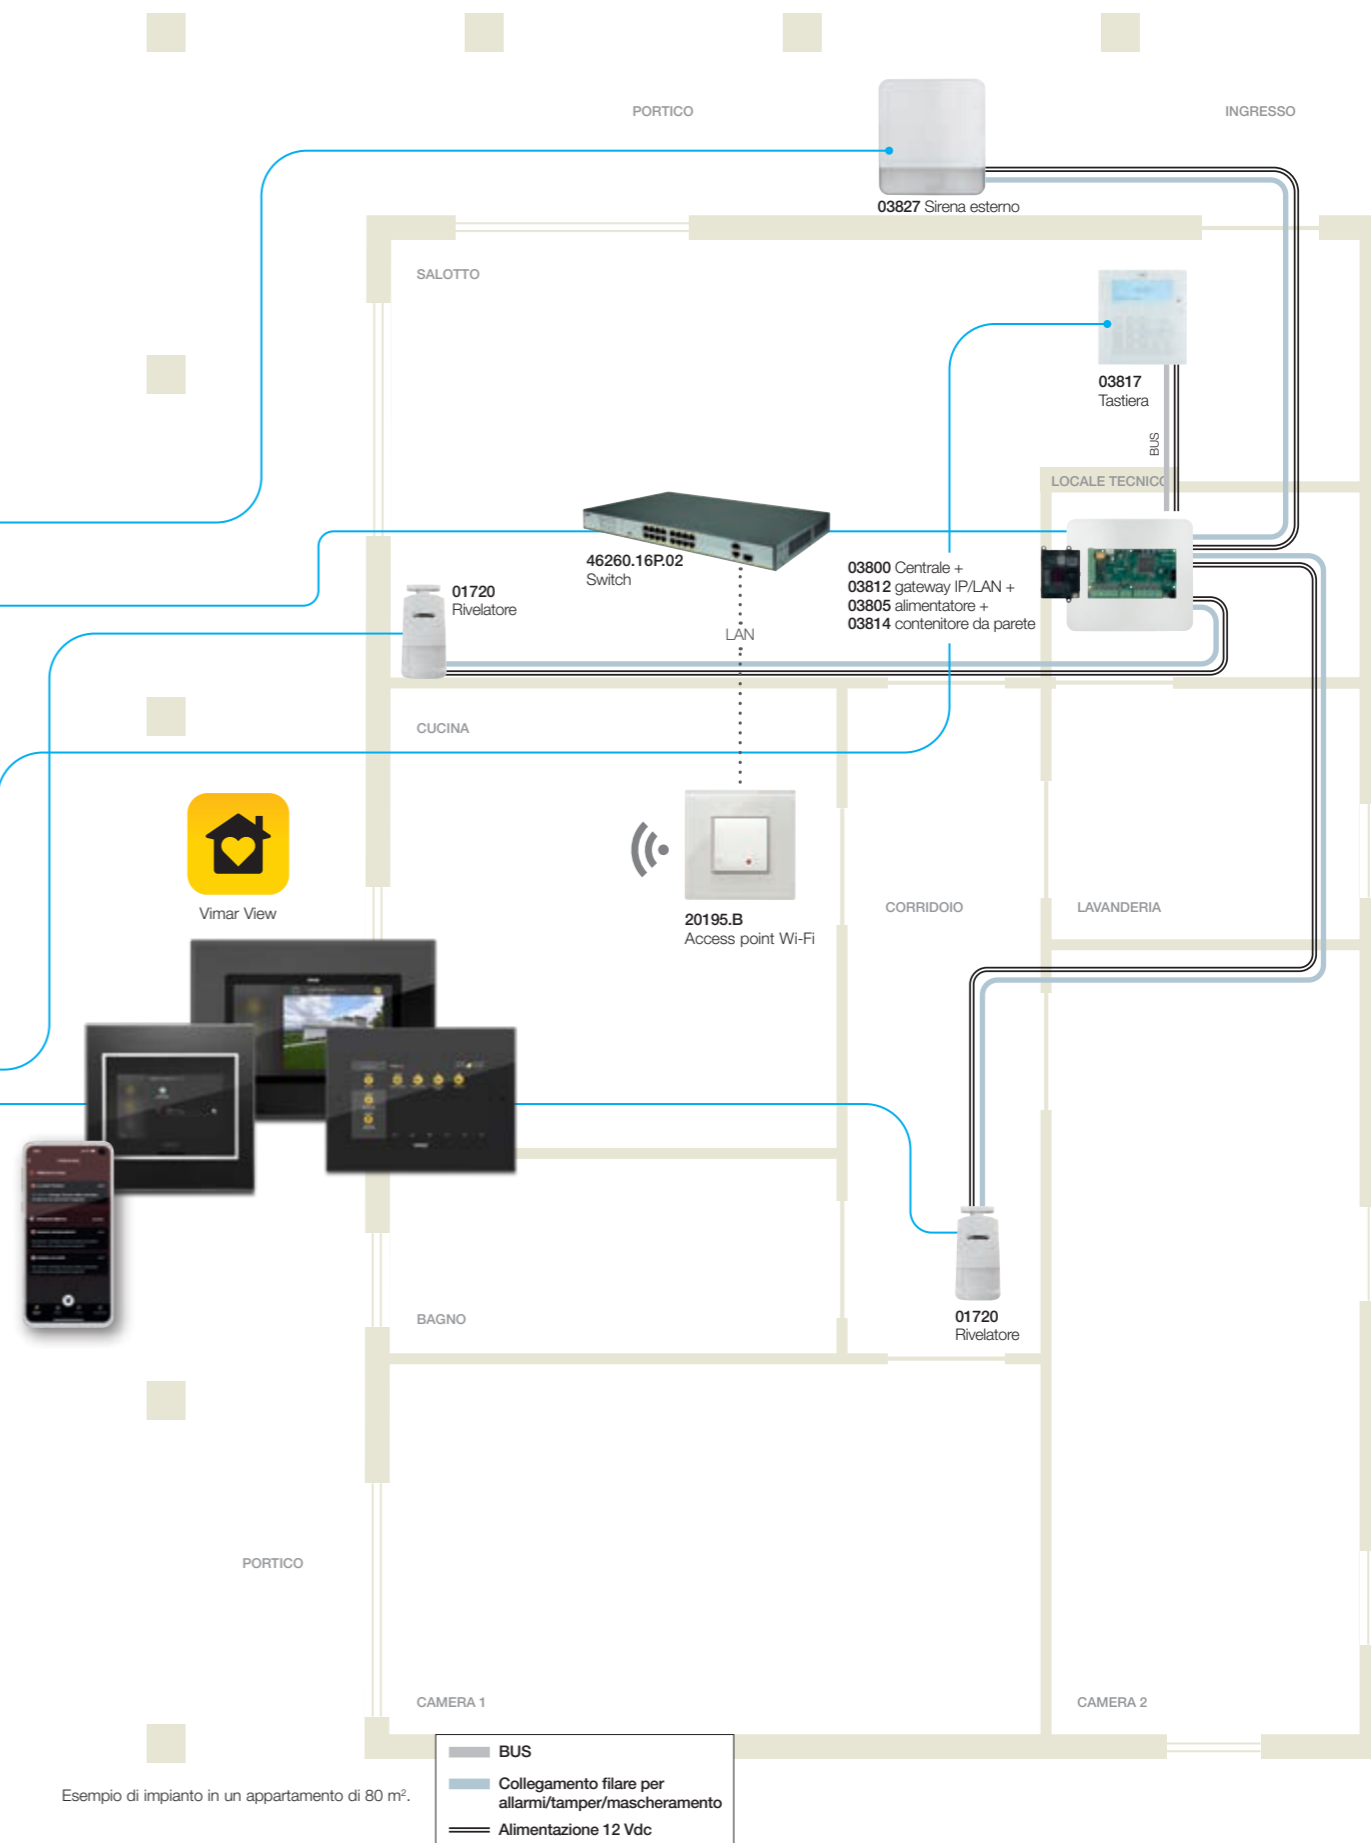 PORTICO
INGRESSO
03827 Sirena esterno
SALOTTO
03817
Tastiera
BUS
LOCALE TECNICO
46260.16P.02
Switch
03800 Centrale +
03812 gateway IP/LAN +
03805 alimentatore +
03814 contenitore da parete
01720
Rivelatore
LAN
CUCINA
Vimar View
20195.B
Access point Wi-Fi
CORRIDOIO
LAVANDERIA
01720
Rivelatore
BAGNO
PORTICO
CAMERA 1
CAMERA 2
BUS
Collegamento filare per
allarmi/tamper/mascheramento
Alimentazione 12 Vdc
Esempio di impianto in un appartamento di 80 m².